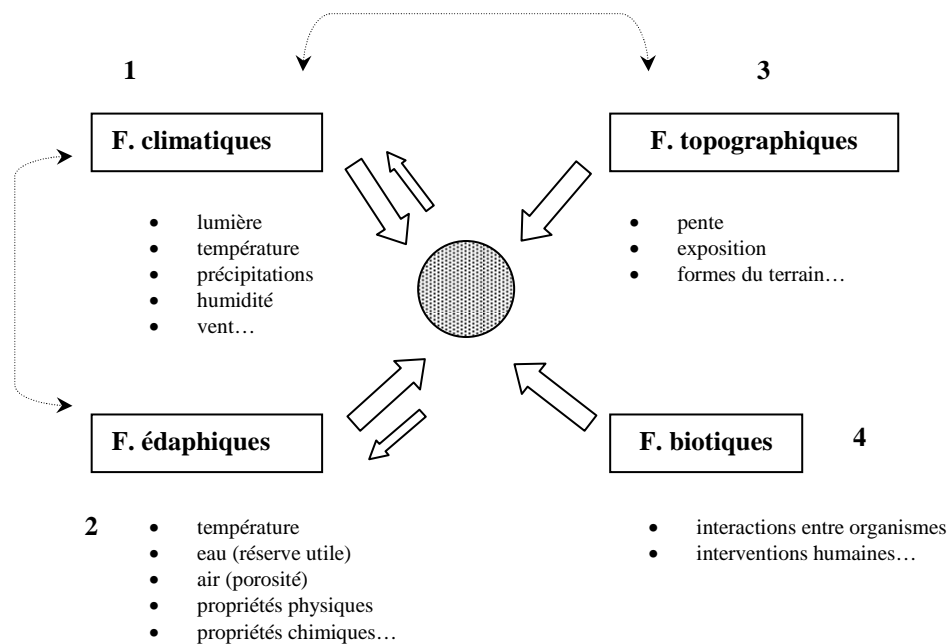 1
3
F. climatiques
F. topographiques
• lumière
• température
• précipitations
• humidité
• vent…
• pente
• exposition
• formes du terrain…
F. édaphiques
F. biotiques
4
2
• température
• eau (réserve utile)
• air (porosité)
• propriétés physiques
• propriétés chimiques…
• interactions entre organismes
• interventions humaines…